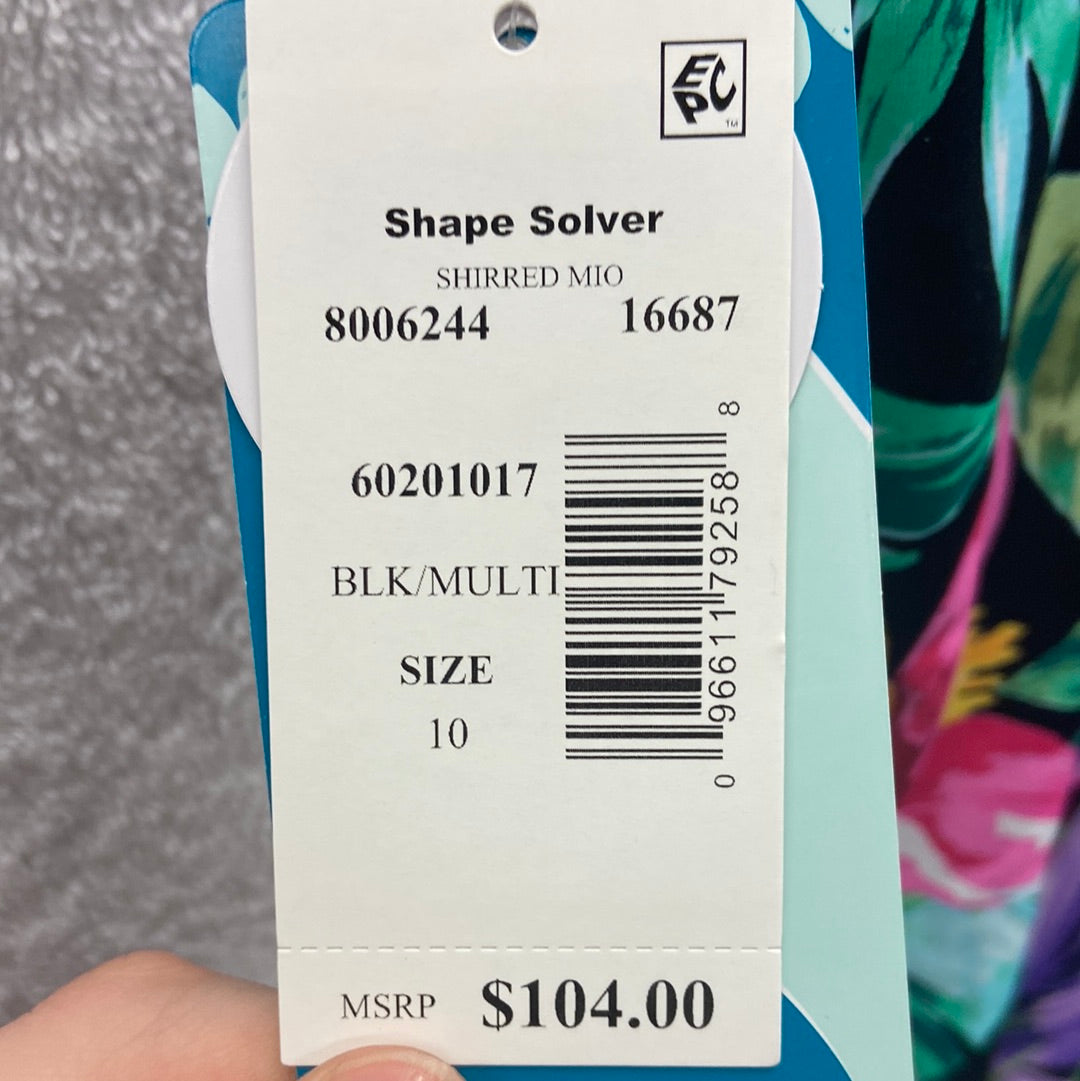 EPC
TM
Shape Solver
SHIRRED MIO
8006244 16687
60201017
BLK/MULTI
SIZE
10
0 96611 79258 8
MSRP $104.00